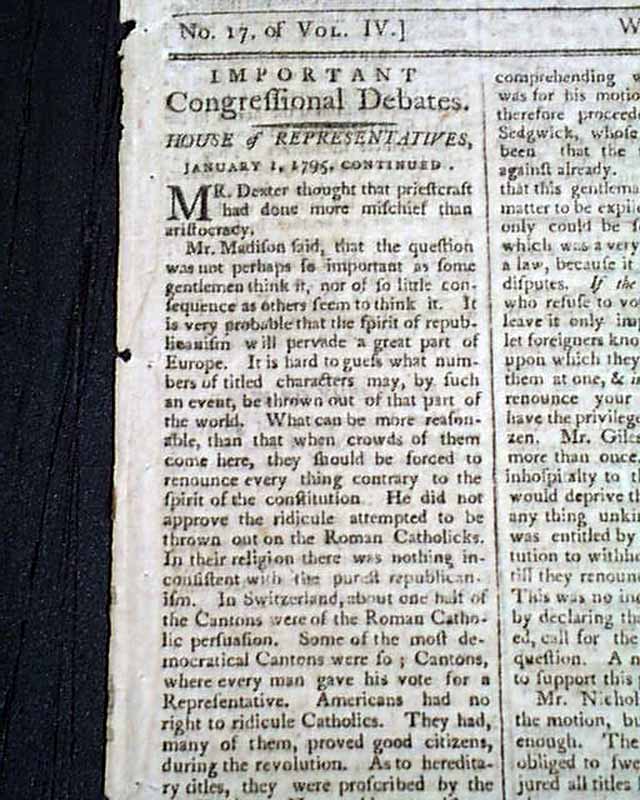 No. 17, of Vol. IV.]
W
IMPORTANT
Congreſſional Debates.
HOUSE of REPRESENTATIVES,
JANUARY 1, 1795, CONTINUED.
MR. Dexter thought that prieſtcraft
had done more miſchief than
ariſtocracy.
Mr. Madiſon ſaid, that the queſtion
was not perhaps ſo important as ſome
gentlemen think it, nor of ſo little con-
ſequence as others ſeem to think it. It
is very probable that the ſpirit of repub-
licaniſm will pervade a great part of
Europe. It is hard to gueſs what num-
bers of titled characters may, by ſuch
an event, be thrown out of that part of
the world. What can be more reaſon-
able, than that when crowds of them
come here, they ſhould be forced to
renounce every thing contrary to the
ſpirit of the conſtitution. He did not
approve the ridicule attempted to be
thrown out on the Roman Catholicks.
In their religion there was nothing in-
conſiſtent with the pureſt republican-
iſm. In Switzerland, about one half of
the Cantons were of the Roman Catho-
lic perſuaſion. Some of the moſt de-
mocratical Cantons were ſo; Cantons,
where every man gave his vote for a
Repreſentative. Americans had no
right to ridicule Catholics. They had,
many of them, proved good citizens,
during the revolution. As to heredita-
ry titles, they were proſcribed by the
comprehending
was for his motio
therefore proceed
Sedgwick, whoſe
been that the
againſt already.
that this gentlema
matter to be expl
only could be ſ
which was a very
a law, becauſe it
diſputes. If the
who refuſe to vo
leave it only imp
let foreigners kno
upon which they
them at one, & 
renounce your
have the privileg
zen. Mr. Giles
more than once.
inhoſpitalty to t
would deprive t
any thing unkin
was entitled by
tution to withho
till they renoun
This was no in
by declaring tha
ed, call for the
queſtion. A m
to ſupport this
Mr. Nichol
the motion, bu
enough. The
obliged to ſwe
jured all titles